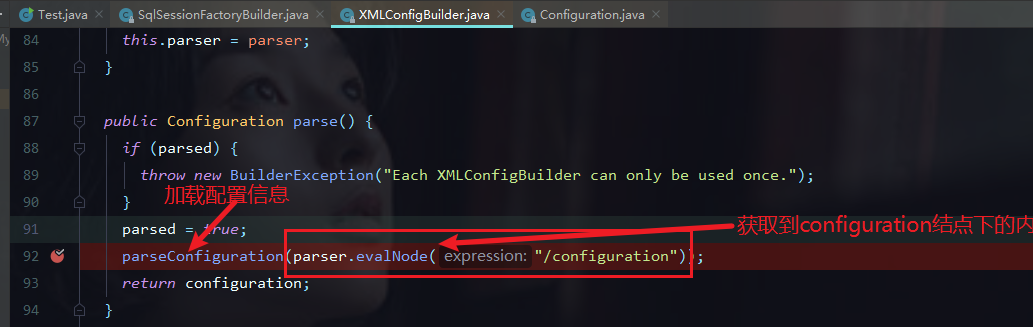 Test.java
SqlSessionFactoryBuilder.java
XMLConfigBuilder.java
Configuration.java
84 this.parser = parser;
85 }
86
87 public Configuration parse() {
88 if (parsed) {
89 throw new BuilderException("Each XMLConfigBuilder can only be used once.");
90 }
加载配置信息
91 parsed = true;
获取到configuration结点下的内
92 parseConfiguration(parser.evalNode( expression: "/configuration"));
93 return configuration;
94 }